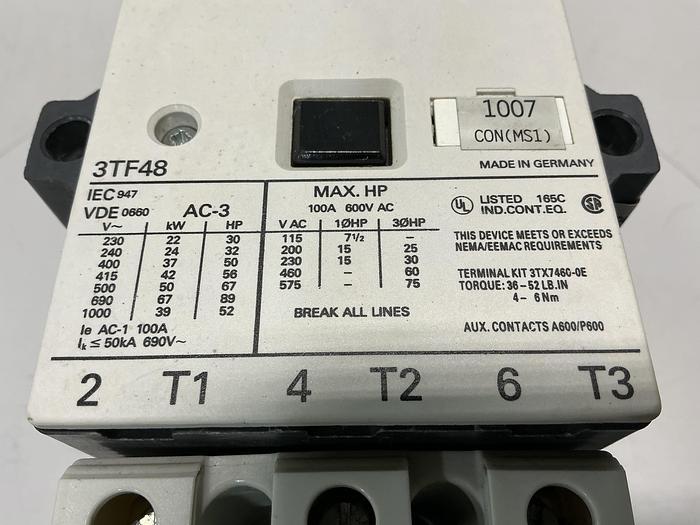 1007
CON(MS1)
3TF48
MADE IN GERMANY
IEC 947
VDE 0660 AC-3
V~ kW HP
230 22 30
240 24 32
400 37 50
415 42 56
500 50 67
690 67 89
1000 39 52
Ie AC-1 100A
Ik ≤ 50kA 690V~
MAX. HP
100A 600V AC
V AC 1ØHP 3ØHP
115 7 1/2 –
200 15 25
230 15 30
460 – 60
575 – 75
BREAK ALL LINES
UL LISTED 165C
IND.CONT.EQ.
THIS DEVICE MEETS OR EXCEEDS
NEMA/EEMAC REQUIREMENTS
TERMINAL KIT 3TX7460-0E
TORQUE: 36–52 LB.IN
4– 6 Nm
AUX. CONTACTS A600/P600
2 T1 4 T2 6 T3